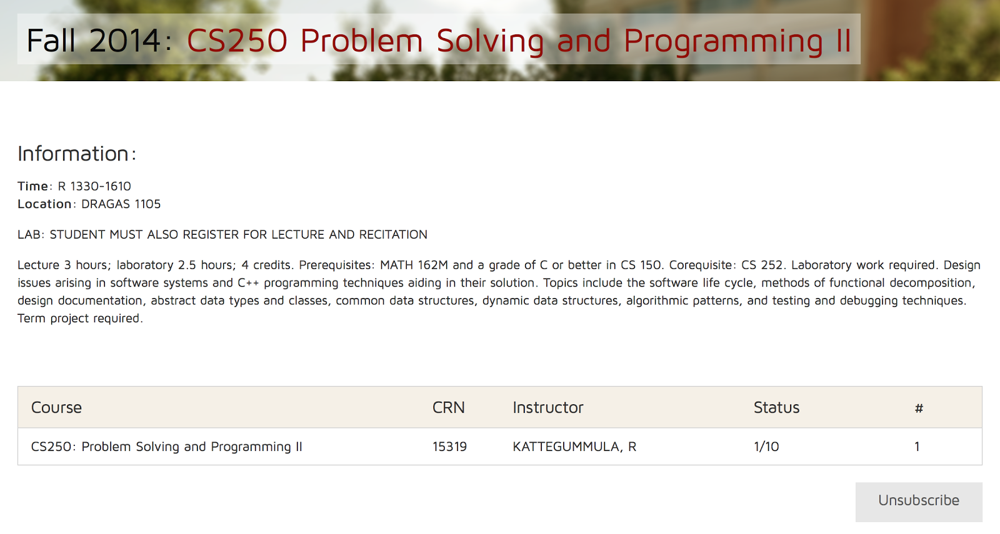 Fall 2014: CS250 Problem Solving and Programming II
Information:
Time: R 1330-1610
Location: DRAGAS 1105
LAB: STUDENT MUST ALSO REGISTER FOR LECTURE AND RECITATION
Lecture 3 hours; laboratory 2.5 hours; 4 credits. Prerequisites: MATH 162M and a grade of C or better in CS 150. Corequisite: CS 252. Laboratory work required. Design
issues arising in software systems and C++ programming techniques aiding in their solution. Topics include the software life cycle, methods of functional decomposition,
design documentation, abstract data types and classes, common data structures, dynamic data structures, algorithmic patterns, and testing and debugging techniques.
Term project required.
Course CRN Instructor Status #
CS250: Problem Solving and Programming II 15319 KATTEGUMMULA, R 1/10 1
Unsubscribe